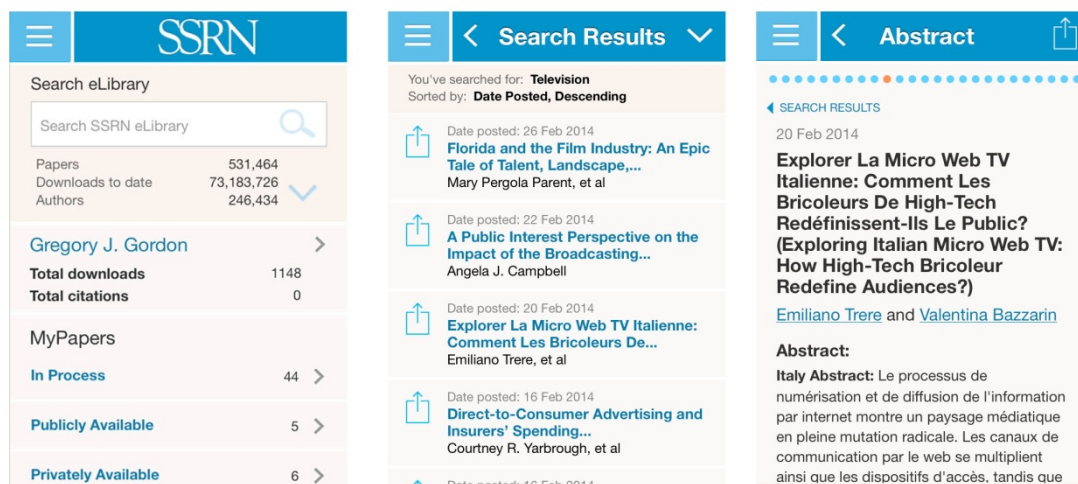 SSRN
Search eLibrary
Search SSRN eLibrary
Papers 531,464
Downloads to date 73,183,726
Authors 246,434
Gregory J. Gordon
Total downloads 1148
Total citations 0
MyPapers
In Process 44
Publicly Available 5
Privately Available 6
Search Results
You've searched for: Television
Sorted by: Date Posted, Descending
Date posted: 26 Feb 2014
Florida and the Film Industry: An Epic
Tale of Talent, Landscape,...
Mary Pergola Parent, et al
Date posted: 22 Feb 2014
A Public Interest Perspective on the
Impact of the Broadcasting...
Angela J. Campbell
Date posted: 20 Feb 2014
Explorer La Micro Web TV Italienne:
Comment Les Bricoleurs De...
Emiliano Trere, et al
Date posted: 16 Feb 2014
Direct-to-Consumer Advertising and
Insurers' Spending...
Courtney R. Yarbrough, et al
Date posted: 16 Feb 2014
Abstract
SEARCH RESULTS
20 Feb 2014
Explorer La Micro Web TV
Italienne: Comment Les
Bricoleurs De High-Tech
Redéfinissent-Ils Le Public?
(Exploring Italian Micro Web TV:
How High-Tech Bricoleur
Redefine Audiences?)
Emiliano Trere and Valentina Bazzarin
Abstract:
Italy Abstract: Le processus de
numérisation et de diffusion de l'information
par internet montre un paysage médiatique
en pleine mutation radicale. Les canaux de
communication par le web se multiplient
ainsi que les dispositifs d'accès, tandis que